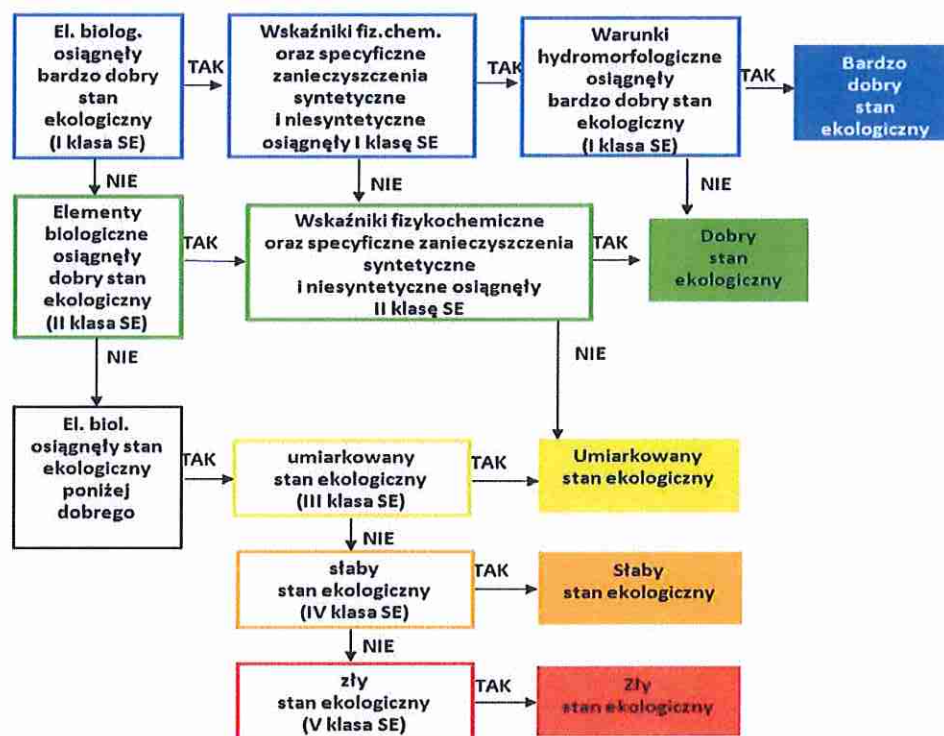 El. biolog.
osiągnęły
bardzo dobry
stan
ekologiczny
(I klasa SE)
TAK
Wskaźniki fiz.chem.
oraz specyficzne
zanieczyszczenia
syntetyczne
i niesyntetyczne
osiągnęły I klasę SE
TAK
Warunki
hydromorfologiczne
osiągnęły
bardzo dobry stan
ekologiczny
(I klasa SE)
TAK
Bardzo
dobry
stan
ekologiczny
NIE
NIE
NIE
Elementy
biologiczne
osiągnęły
dobry stan
ekologiczny
(II klasa SE)
TAK
Wskaźniki fizykochemiczne
oraz specyficzne zanieczyszczenia
syntetyczne
i niesyntetyczne osiągnęły
II klasę SE
TAK
Dobry
stan
ekologiczny
NIE
NIE
El. biol.
osiągnęły stan
ekologiczny
poniżej
dobrego
TAK
umiarkowany
stan ekologiczny
(III klasa SE)
TAK
Umiarkowany
stan ekologiczny
NIE
słaby
stan ekologiczny
(IV klasa SE)
TAK
Słaby
stan ekologiczny
NIE
zły
stan ekologiczny
(V klasa SE)
TAK
Zły
stan ekologiczny